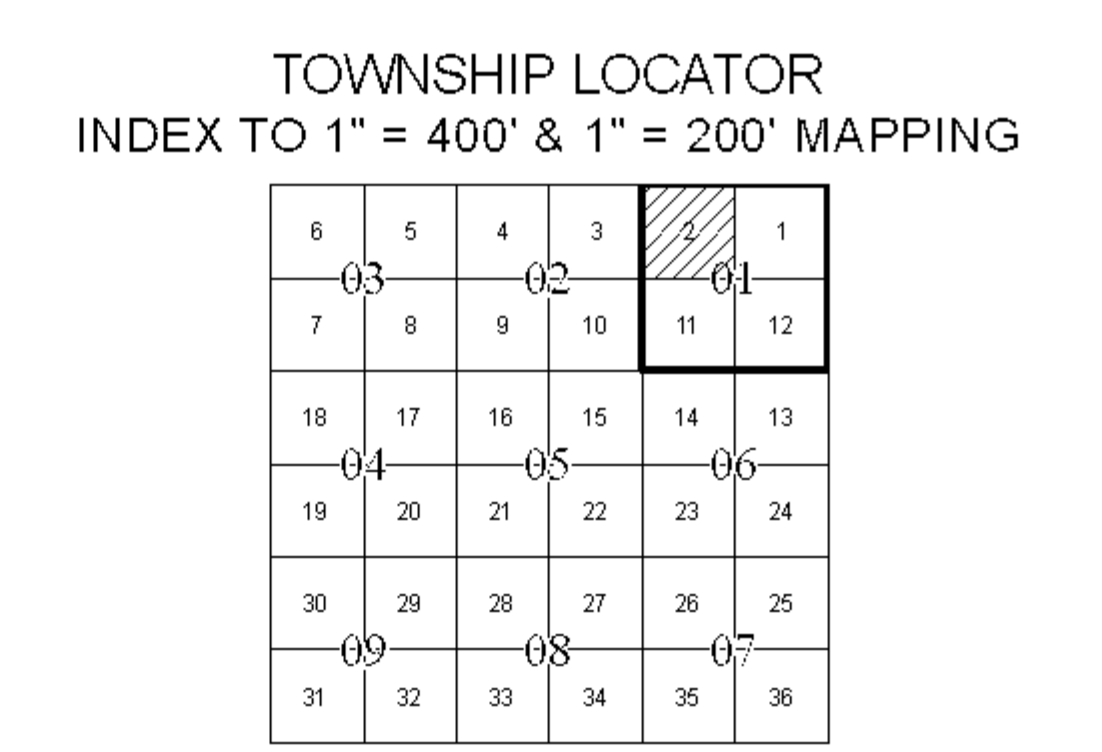 TOWNSHIP LOCATOR
INDEX TO 1" = 400' & 1" = 200' MAPPING
6 5 4 3 2 1
03 02 01
7 8 9 10 11 12
18 17 16 15 14 13
04 05 06
19 20 21 22 23 24
30 29 28 27 26 25
09 08 07
31 32 33 34 35 36